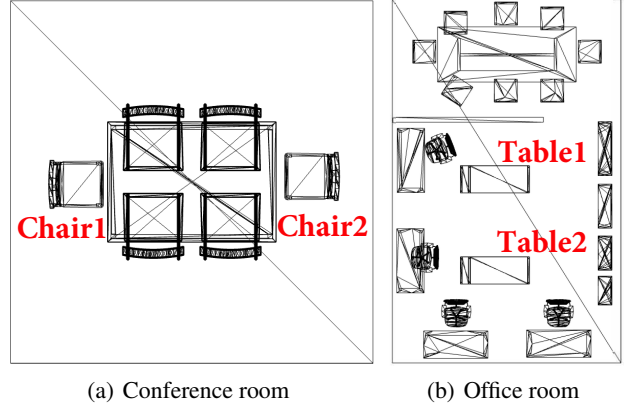 Chair1
Chair2
Table1
Table2
(a) Conference room
(b) Office room